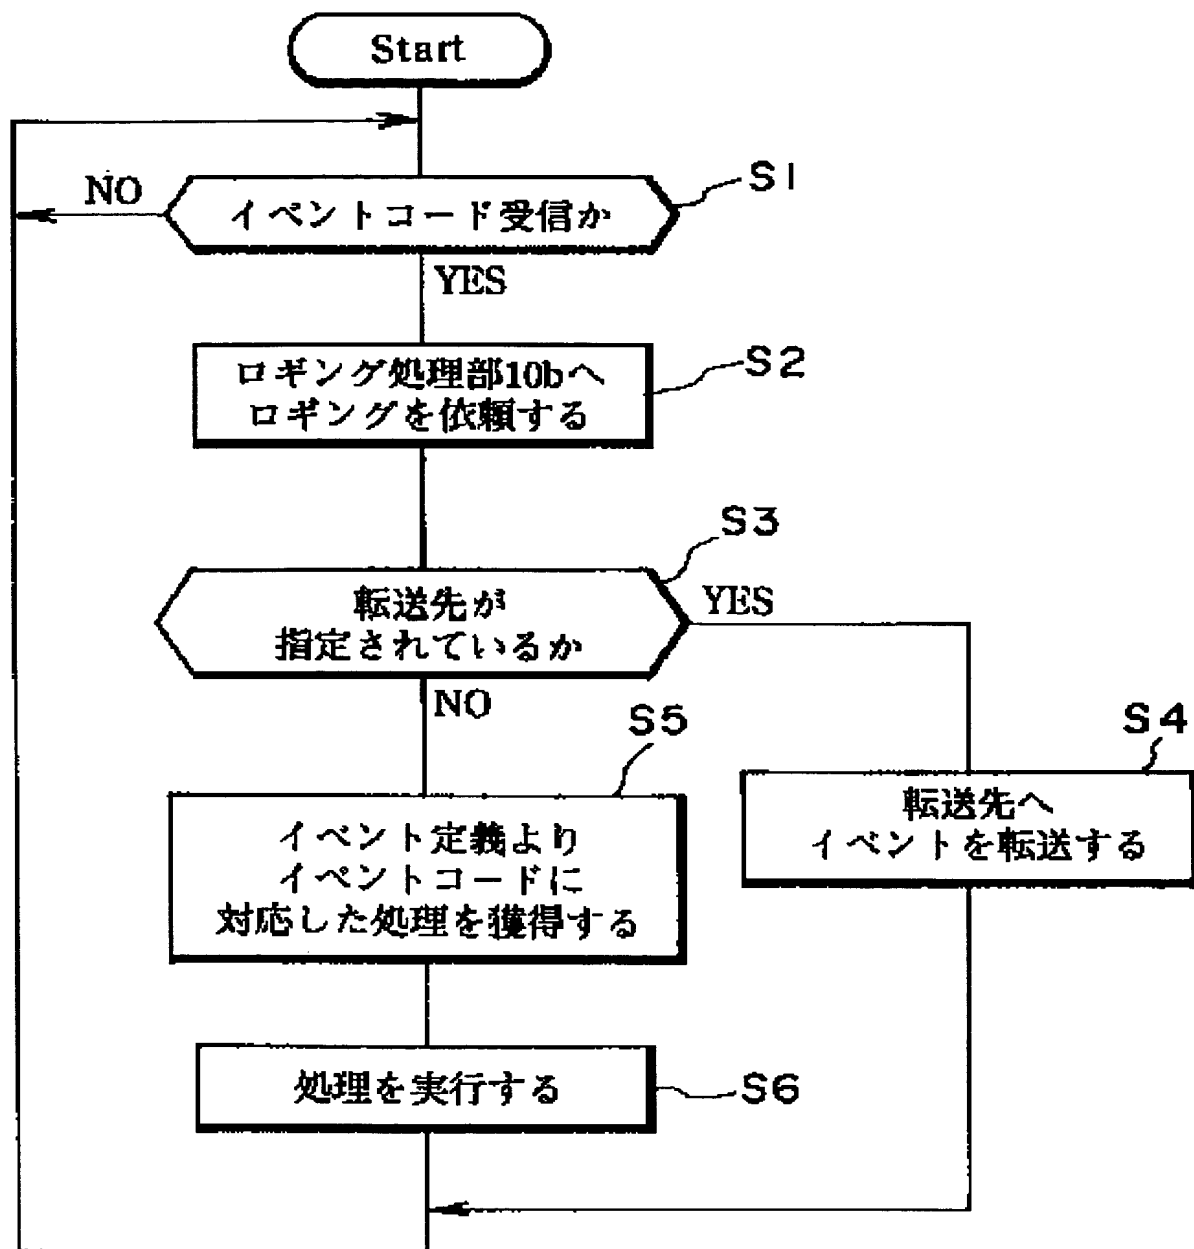 Start
NO
イベントコード受信か
S1
YES
ロギング処理部10bへ
ロギングを依頼する
S2
S3
転送先が
指定されているか
YES
NO
S5
S4
イベント定義より
イベントコードに
対応した処理を獲得する
転送先へ
イベントを転送する
処理を実行する
S6